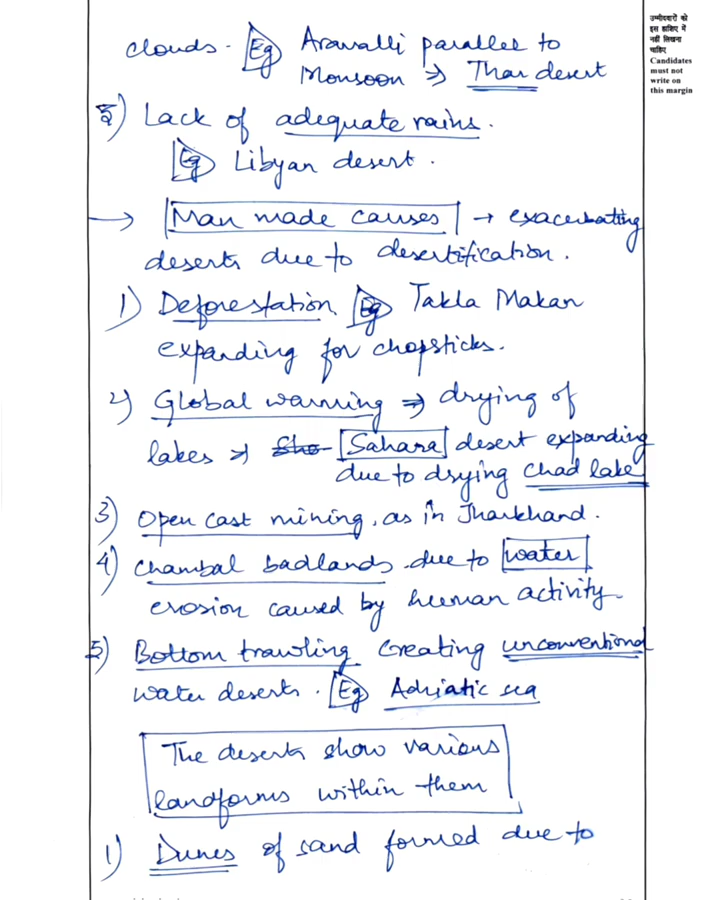 उम्मीदवारों को
इस हाशिए में
नहीं लिखना
चाहिए
Candidates
must not
write on
this margin
clouds. Eg Aravalli parallel to
Monsoon → Thar desert
5) Lack of adequate rains.
Eg Libyan desert.
→ Man made causes → exacerbating
deserts due to desertification.
1) Deforestation. Eg Takla Makan
expanding for chopsticks.
2) Global warming ⇒ drying of
lakes → Sahara desert expanding
due to drying Chad lake
3) Open cast mining, as in Jharkhand.
4) Chambal badlands due to water
erosion caused by human activity.
5) Bottom trawling creating unconventional
water deserts. Eg Adriatic sea
The deserts show various
landforms within them
1) Dunes of sand formed due to